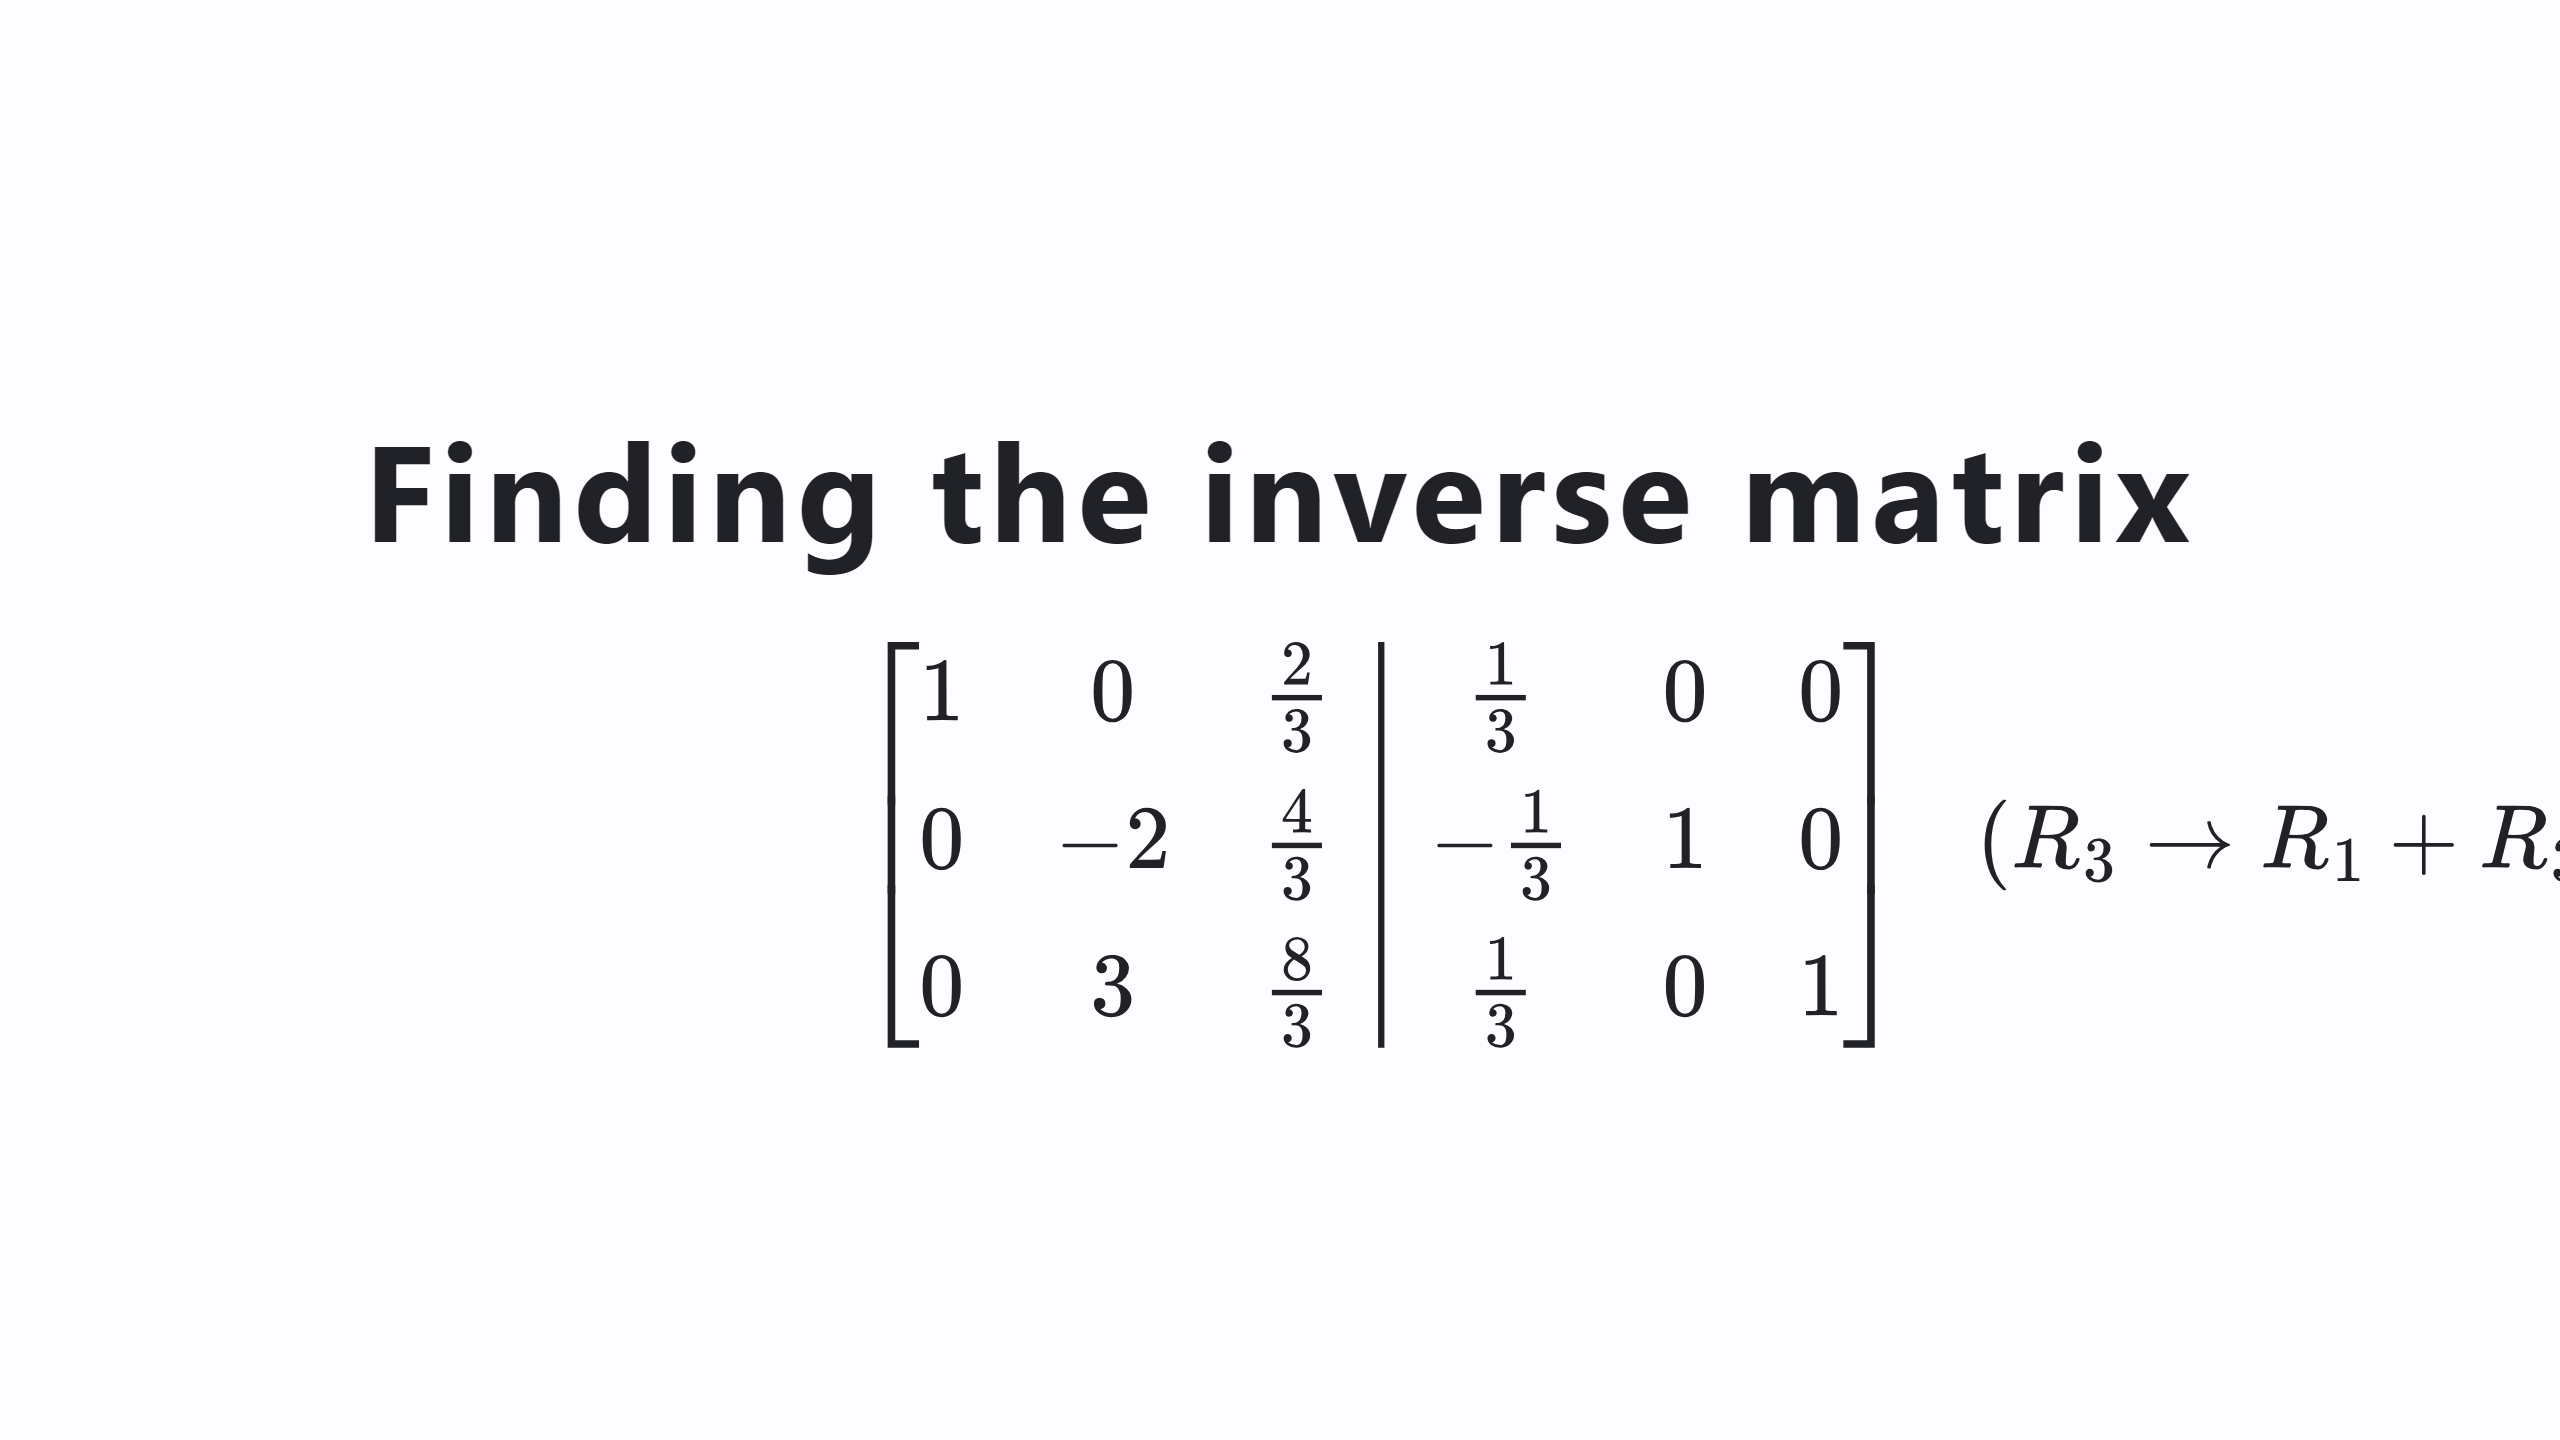 Finding the inverse matrix
1 0 2/3 | 1/3 0 0
0 −2 4/3 | −1/3 1 0 (R₃ → R₁ + R
0 3 8/3 | 1/3 0 1